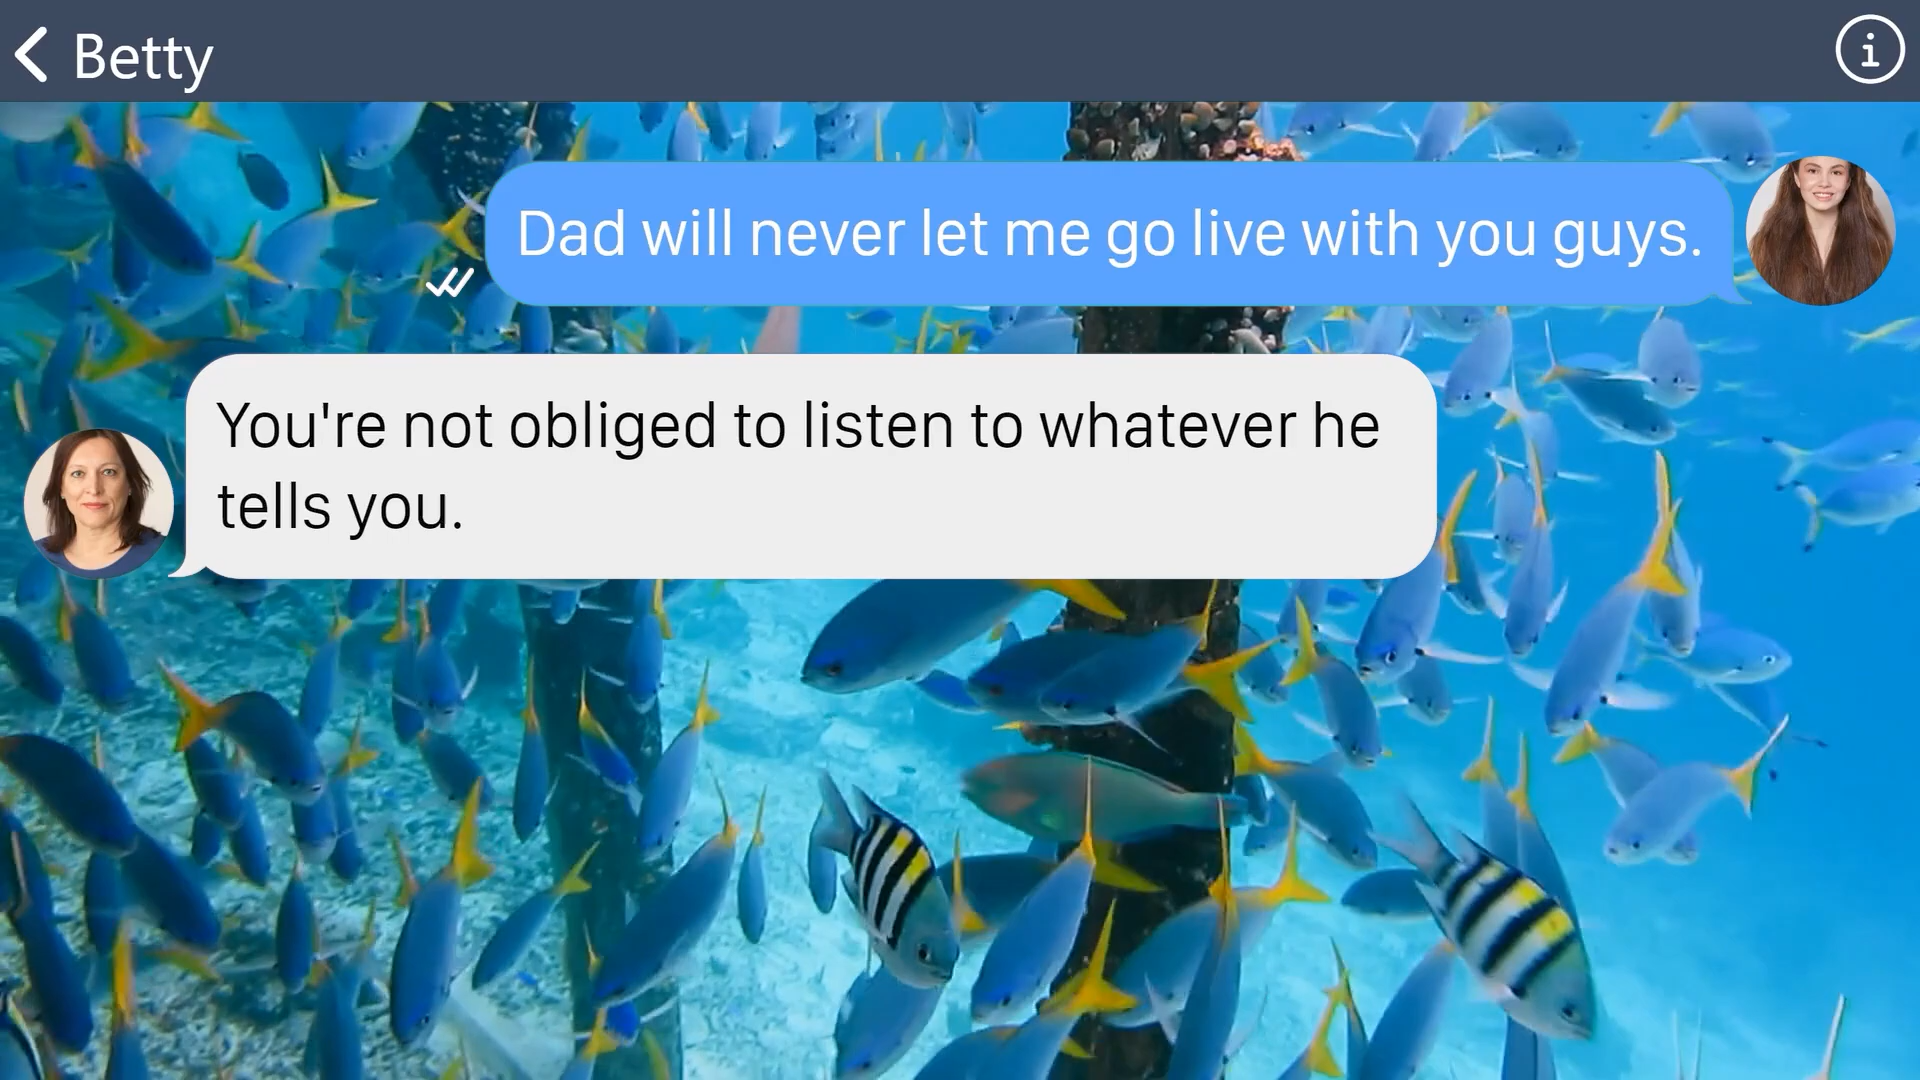 Betty
Dad will never let me go live with you guys.
You're not obliged to listen to whatever he
tells you.